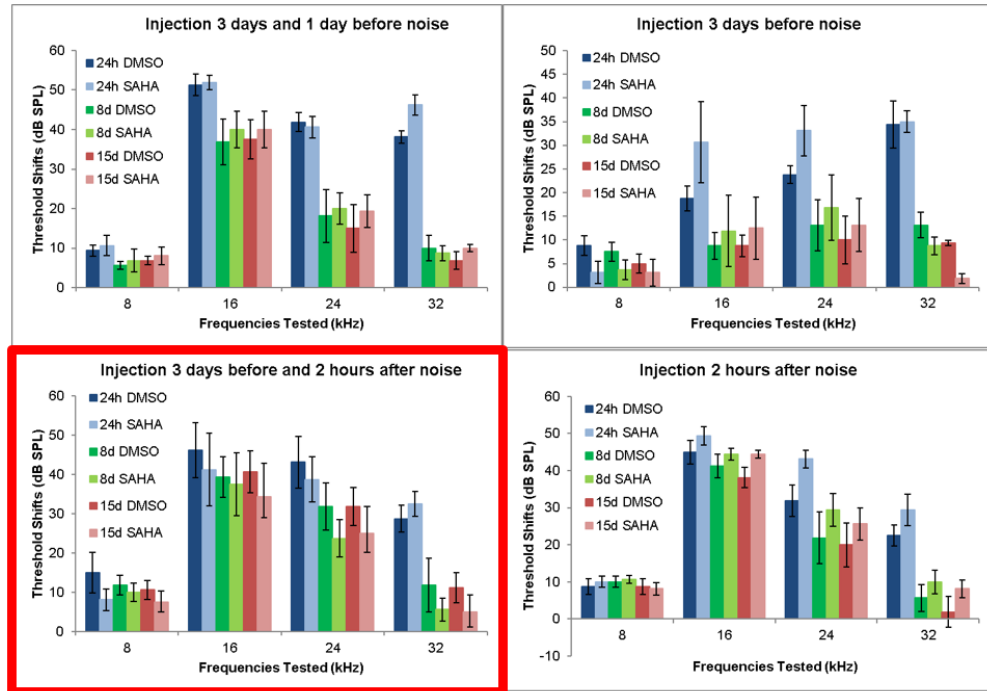 Injection 3 days and 1 day before noise
Threshold Shifts (dB SPL)
60
50
40
30
20
10
0
24h DMSO
24h SAHA
8d DMSO
8d SAHA
15d DMSO
15d SAHA
8 16 24 32
Frequencies Tested (kHz)
Injection 3 days before noise
Threshold Shifts (dB SPL)
50
45
40
35
30
25
20
15
10
5
0
24h DMSO
24h SAHA
8d DMSO
8d SAHA
15d DMSO
15d SAHA
8 16 24 32
Frequencies Tested (kHz)
Injection 3 days before and 2 hours after noise
Threshold Shifts (dB SPL)
60
50
40
30
20
10
0
24h DMSO
24h SAHA
8d DMSO
8d SAHA
15d DMSO
15d SAHA
8 16 24 32
Frequencies Tested (kHz)
Injection 2 hours after noise
Threshold Shifts (dB SPL)
60
50
40
30
20
10
0
-10
24h DMSO
24h SAHA
8d DMSO
8d SAHA
15d DMSO
15d SAHA
8 16 24 32
Frequencies Tested (kHz)